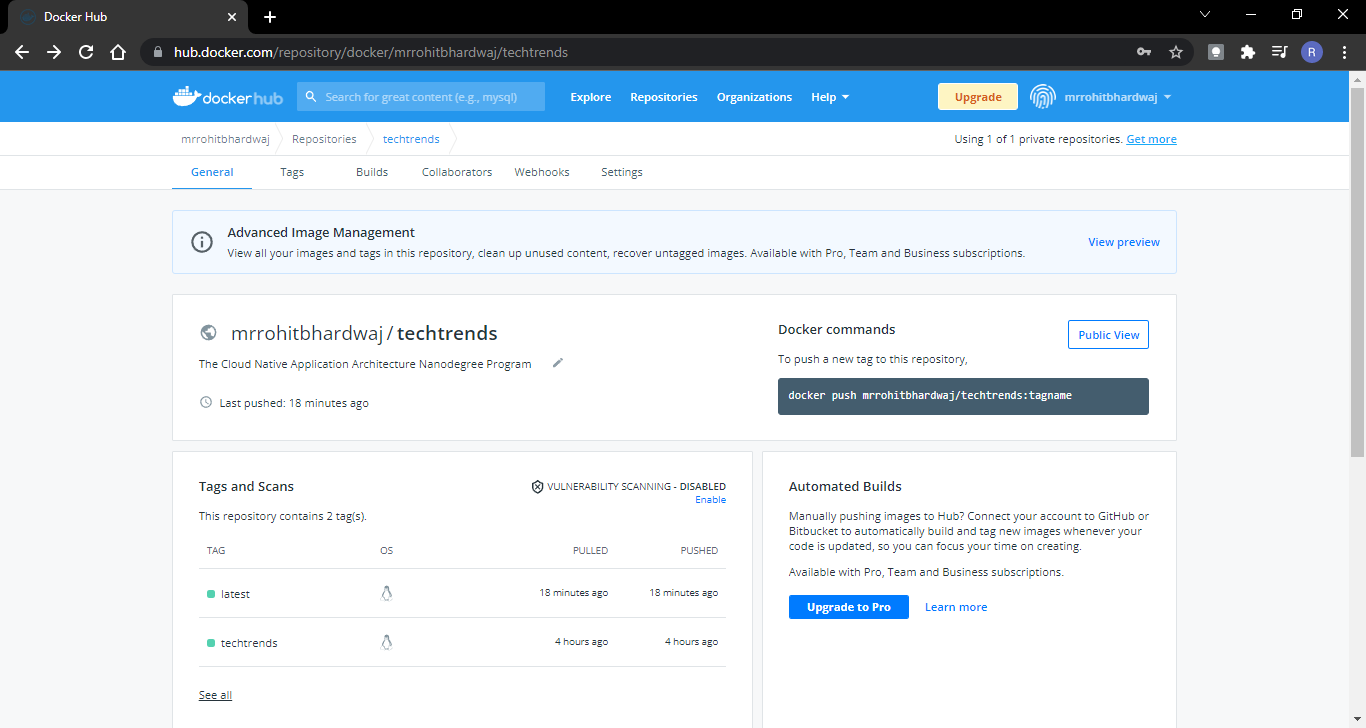 Docker Hub
hub.docker.com/repository/docker/mrrohitbhardwaj/techtrends
R
dockerhub
Search for great content (e.g., mysql)
Explore
Repositories
Organizations
Help
Upgrade
mrrohitbhardwaj
mrrohitbhardwaj
Repositories
techtrends
Using 1 of 1 private repositories. Get more
General
Tags
Builds
Collaborators
Webhooks
Settings
Advanced Image Management
View all your images and tags in this repository, clean up unused content, recover untagged images. Available with Pro, Team and Business subscriptions.
View preview
mrrohitbhardwaj / techtrends
The Cloud Native Application Architecture Nanodegree Program
Last pushed: 18 minutes ago
Docker commands
Public View
To push a new tag to this repository,
docker push mrrohitbhardwaj/techtrends:tagname
Tags and Scans
VULNERABILITY SCANNING - DISABLED
Enable
This repository contains 2 tag(s).
TAG OS PULLED PUSHED
latest 18 minutes ago 18 minutes ago
techtrends 4 hours ago 4 hours ago
See all
Automated Builds
Manually pushing images to Hub? Connect your account to GitHub or
Bitbucket to automatically build and tag new images whenever your
code is updated, so you can focus your time on creating.
Available with Pro, Team and Business subscriptions.
Upgrade to Pro
Learn more